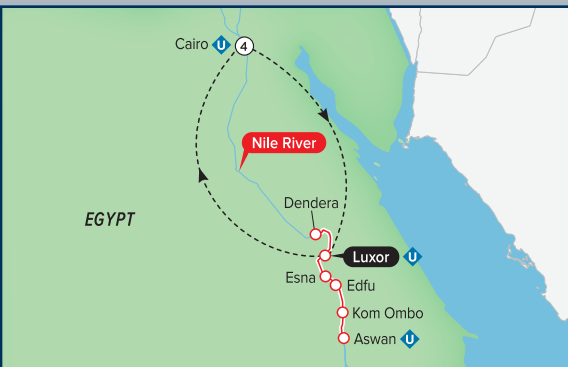 Cairo U 4
Nile River
Dendera
EGYPT
Luxor U
Esna
Edfu
Kom Ombo
Aswan U